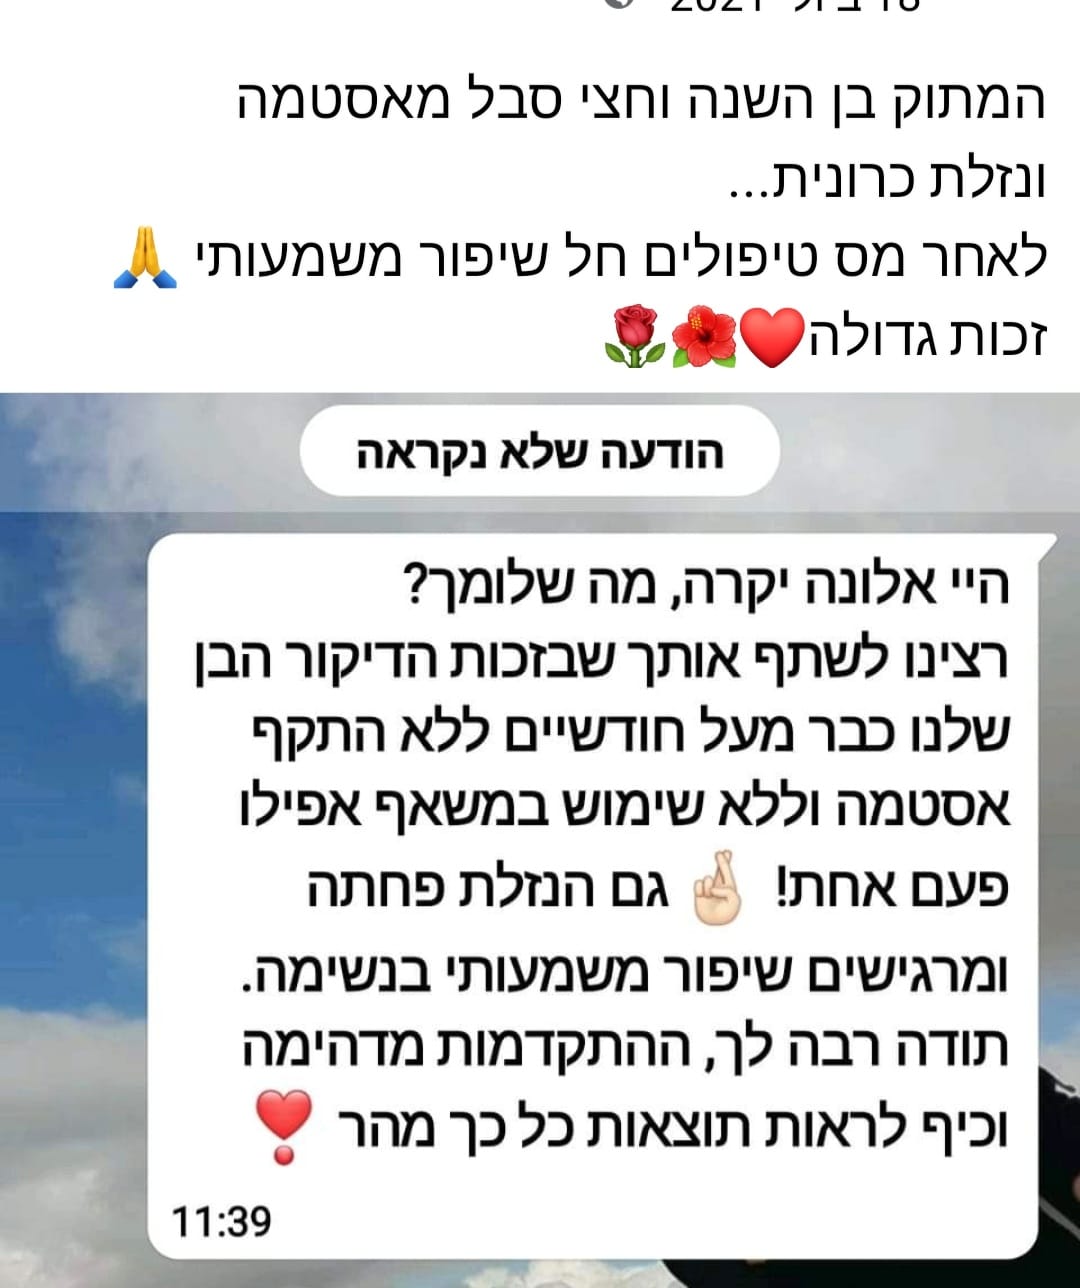 המתוק בן השנה וחצי סבל מאסטמה
ונזלת כרונית...
לאחר מס טיפולים חל שיפור משמעותי 🙏
זכות גדולה❤️🌺🌹
הודעה שלא נקראה
היי אלונה יקרה, מה שלומך?
רצינו לשתף אותך שבזכות הדיקור הבן
שלנו כבר מעל חודשיים ללא התקף
אסטמה וללא שימוש במשאף אפילו
פעם אחת! 🤞🏻 גם הנזלת פחתה
ומרגישים שיפור משמעותי בנשימה.
תודה רבה לך, ההתקדמות מדהימה
וכיף לראות תוצאות כל כך מהר ❣️
11:39